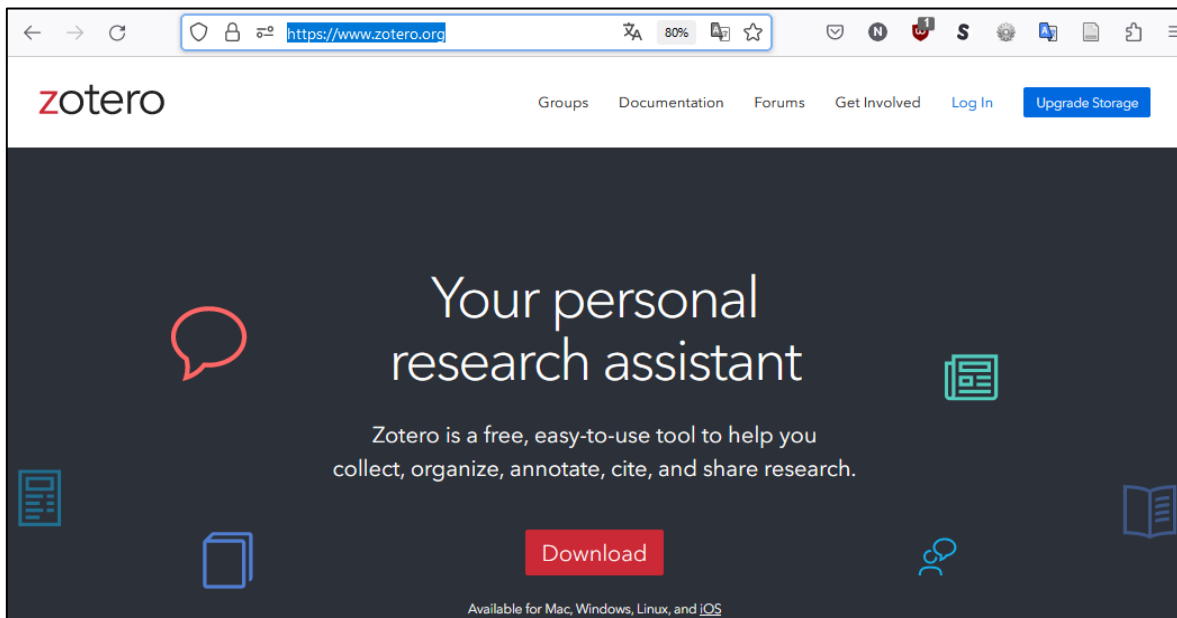 https://www.zotero.org 80%
zotero Groups Documentation Forums Get Involved Log In Upgrade Storage
Your personal
research assistant
Zotero is a free, easy-to-use tool to help you
collect, organize, annotate, cite, and share research.
Download
Available for Mac, Windows, Linux, and iOS